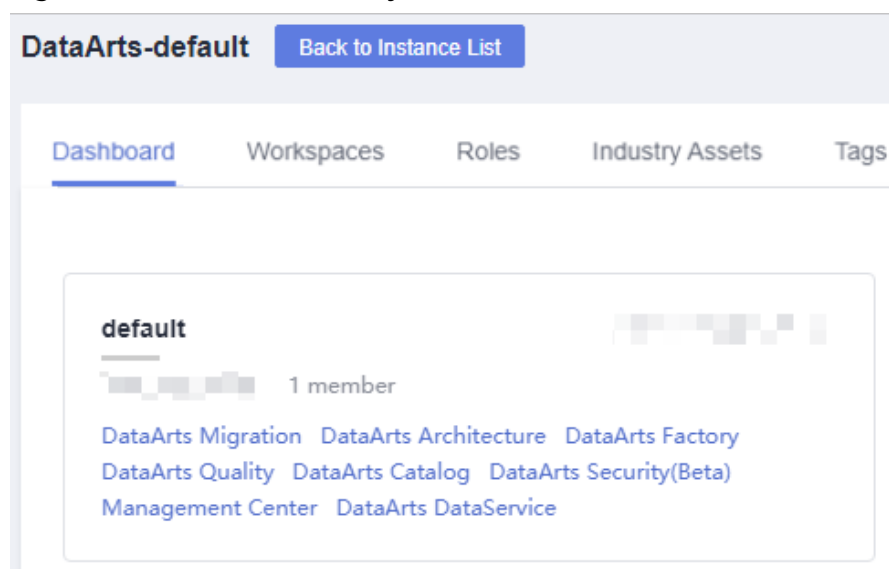 DataArts-default Back to Instance List
Dashboard Workspaces Roles Industry Assets Tags
default
1 member
DataArts Migration DataArts Architecture DataArts Factory
DataArts Quality DataArts Catalog DataArts Security(Beta)
Management Center DataArts DataService